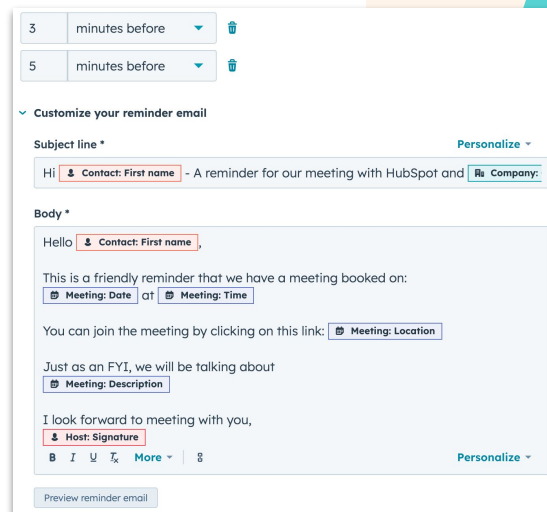 3 minutes before
5 minutes before
Customize your reminder email
Subject line * Personalize
Hi Contact: First name - A reminder for our meeting with HubSpot and Company:
Body *
Hello Contact: First name ,
This is a friendly reminder that we have a meeting booked on:
Meeting: Date at Meeting: Time
You can join the meeting by clicking on this link: Meeting: Location
Just as an FYI, we will be talking about
Meeting: Description
I look forward to meeting with you,
Host: Signature
B I U Tx More Personalize
Preview reminder email